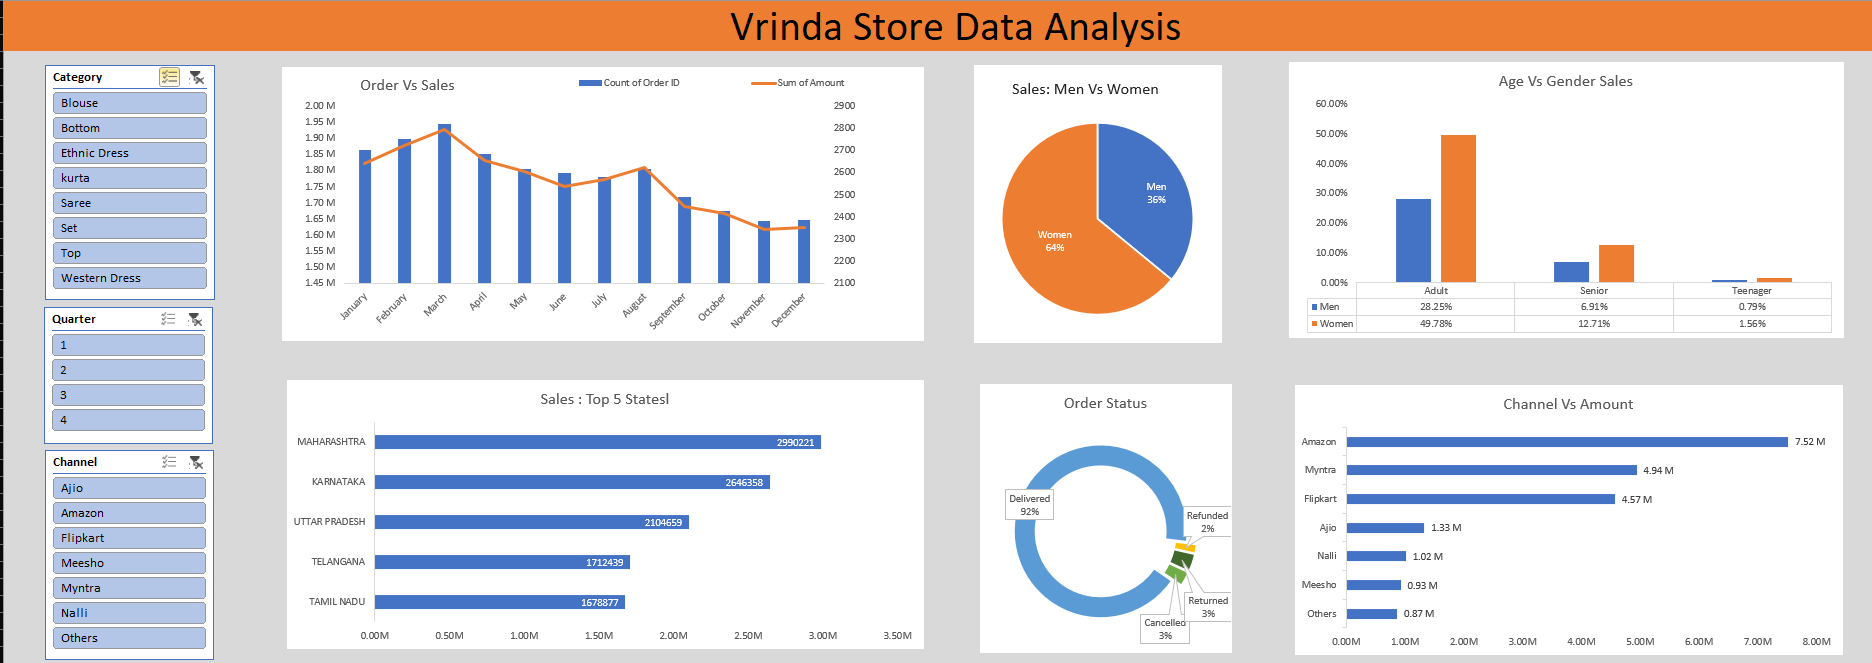 Vrinda Store Data Analysis
Category
Blouse
Bottom
Ethnic Dress
kurta
Saree
Set
Top
Western Dress
Quarter
1
2
3
4
Channel
Ajio
Amazon
Flipkart
Meesho
Myntra
Nalli
Others
Order Vs Sales
Count of Order ID
Sum of Amount
2.00 M
1.95 M
1.90 M
1.85 M
1.80 M
1.75 M
1.70 M
1.65 M
1.60 M
1.55 M
1.50 M
1.45 M
2900
2800
2700
2600
2500
2400
2300
2200
2100
January
February
March
April
May
June
July
August
September
October
November
December
Sales: Men Vs Women
Men
36%
Women
64%
Age Vs Gender Sales
60.00%
50.00%
40.00%
30.00%
20.00%
10.00%
0.00%
Adult Senior Teenager
Men 28.25% 6.91% 0.79%
Women 49.78% 12.71% 1.56%
Sales : Top 5 Statesl
MAHARASHTRA 2990221
KARNATAKA 2646358
UTTAR PRADESH 2104659
TELANGANA 1712439
TAMIL NADU 1678877
0.00M 0.50M 1.00M 1.50M 2.00M 2.50M 3.00M 3.50M
Order Status
Delivered
92%
Refunded
2%
Returned
3%
Cancelled
3%
Channel Vs Amount
Amazon 7.52 M
Myntra 4.94 M
Flipkart 4.57 M
Ajio 1.33 M
Nalli 1.02 M
Meesho 0.93 M
Others 0.87 M
0.00M 1.00M 2.00M 3.00M 4.00M 5.00M 6.00M 7.00M 8.00M